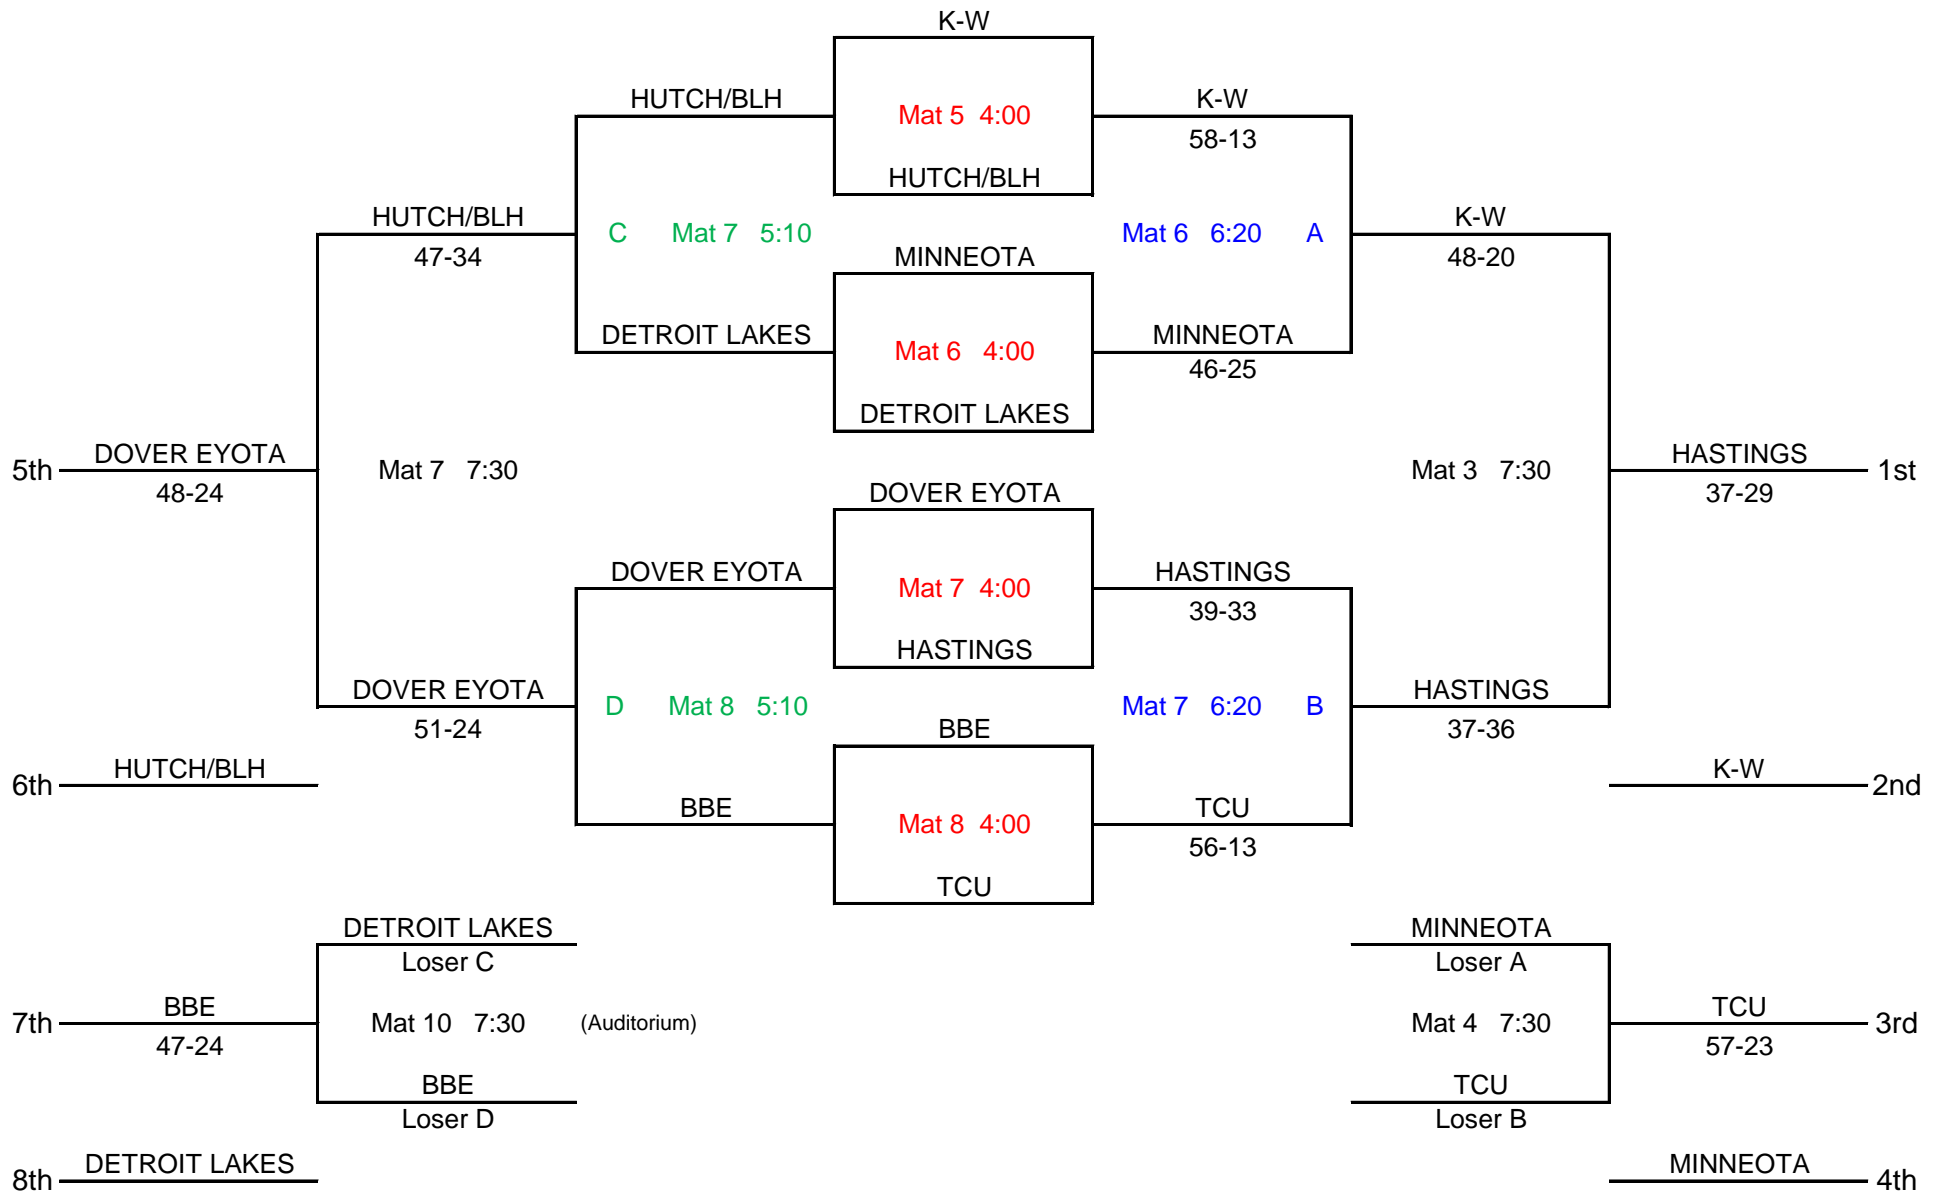 K-W
HUTCH/BLH
Mat 5 4:00
K-W
58-13
HUTCH/BLH
HUTCH/BLH
47-34
C Mat 7 5:10
Mat 6 6:20 A
K-W
48-20
MINNEOTA
DETROIT LAKES
Mat 6 4:00
MINNEOTA
46-25
DETROIT LAKES
5th
DOVER EYOTA
48-24
Mat 7 7:30
Mat 3 7:30
HASTINGS
37-29
1st
DOVER EYOTA
DOVER EYOTA
Mat 7 4:00
HASTINGS
39-33
HASTINGS
DOVER EYOTA
51-24
D Mat 8 5:10
Mat 7 6:20 B
HASTINGS
37-36
BBE
6th
HUTCH/BLH
K-W
2nd
BBE
Mat 8 4:00
TCU
56-13
TCU
DETROIT LAKES
Loser C
MINNEOTA
Loser A
7th
BBE
47-24
Mat 10 7:30 (Auditorium)
Mat 4 7:30
TCU
57-23
3rd
BBE
Loser D
TCU
Loser B
8th
DETROIT LAKES
MINNEOTA
4th